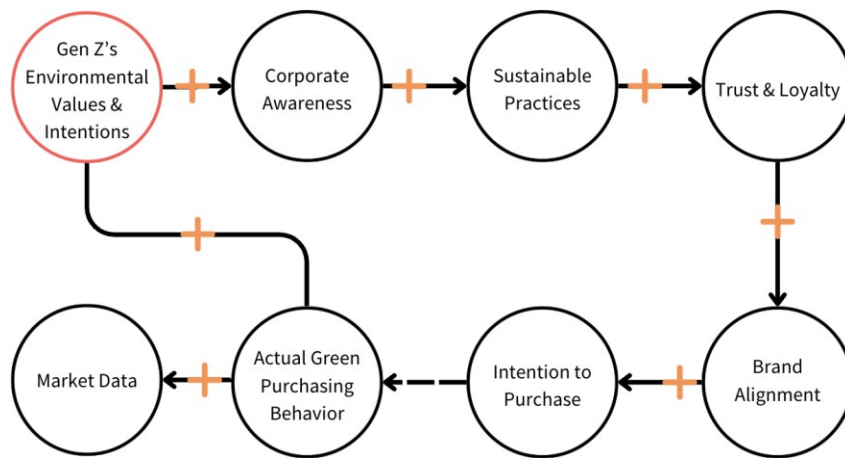 Gen Z's
Environmental
Values &
Intentions
Corporate
Awareness
Sustainable
Practices
Trust & Loyalty
Market Data
Actual Green
Purchasing
Behavior
Intention to
Purchase
Brand
Alignment